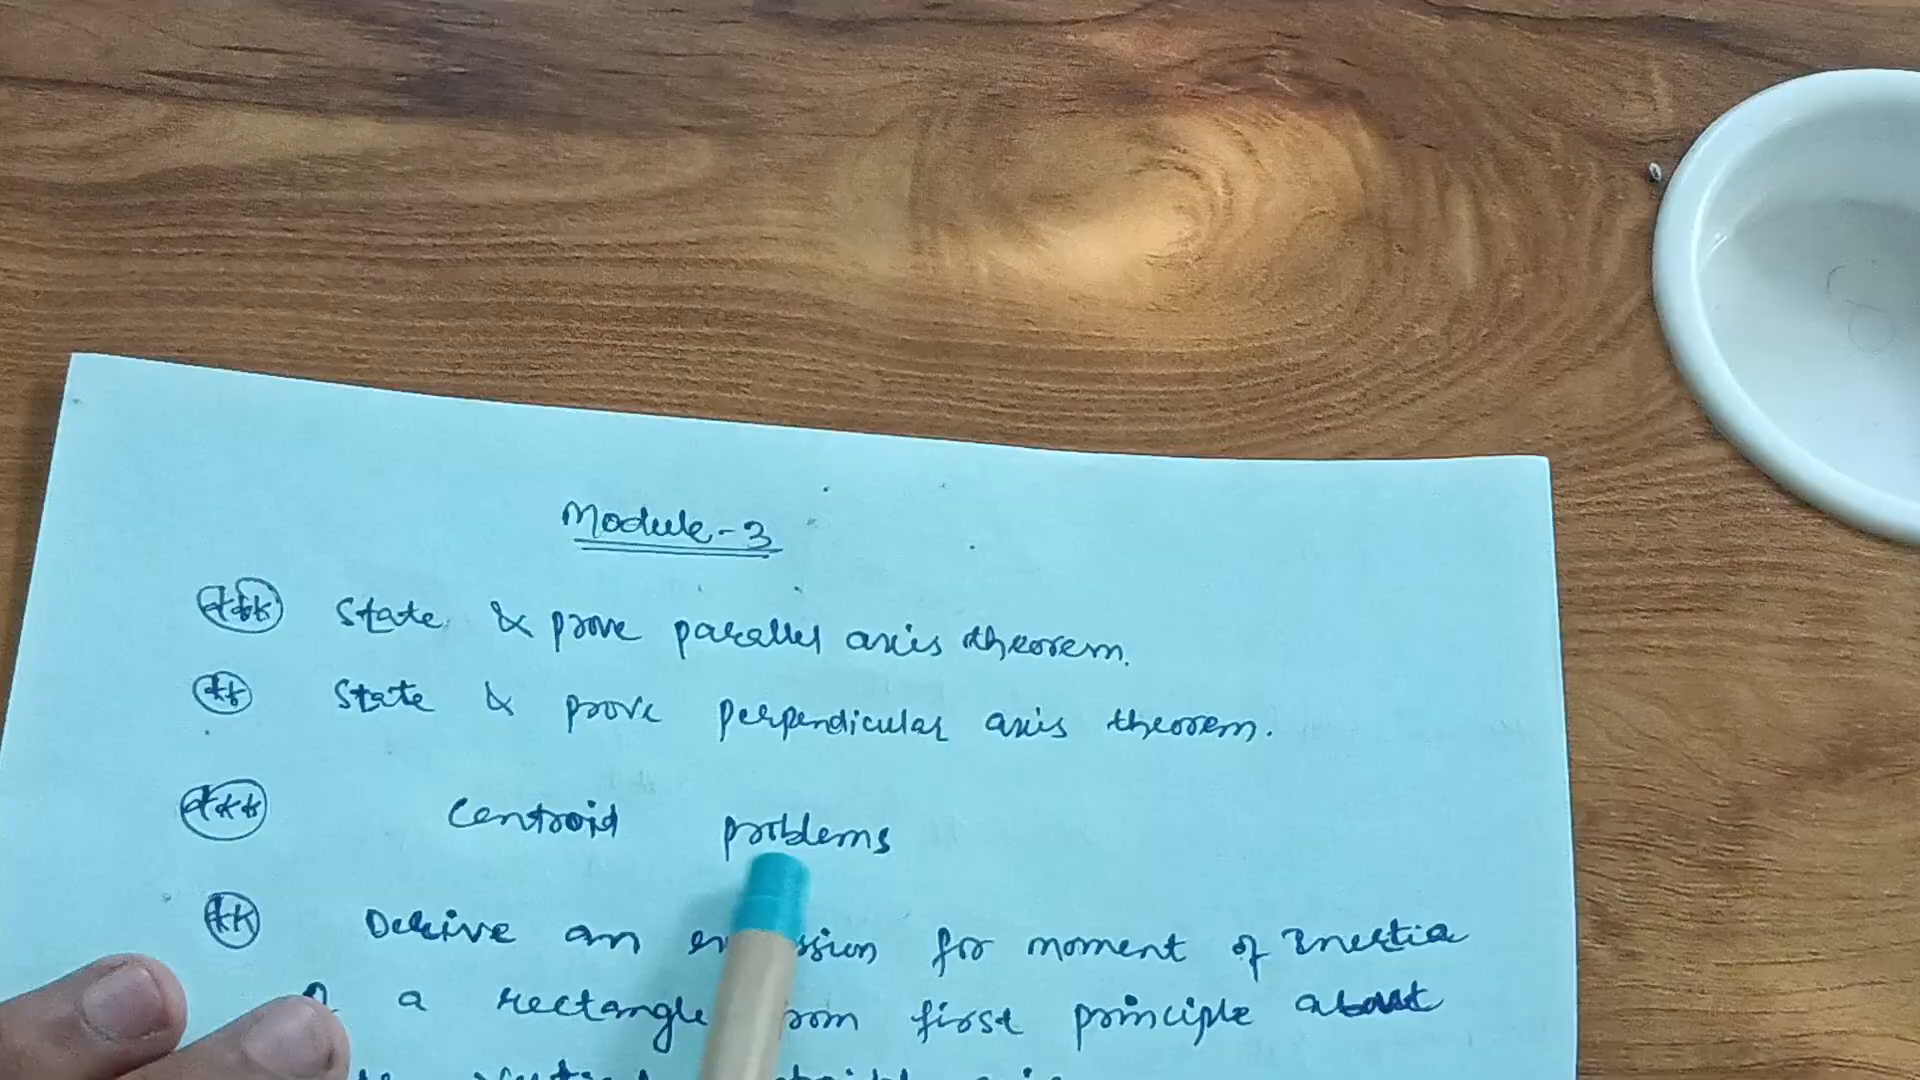 Module-3
*** State & prove parallel axis theorem.
** State & prove perpendicular axis theorem.
*** Centroid problems
** Derive an for moment of Inertia
a rectangle first principle about